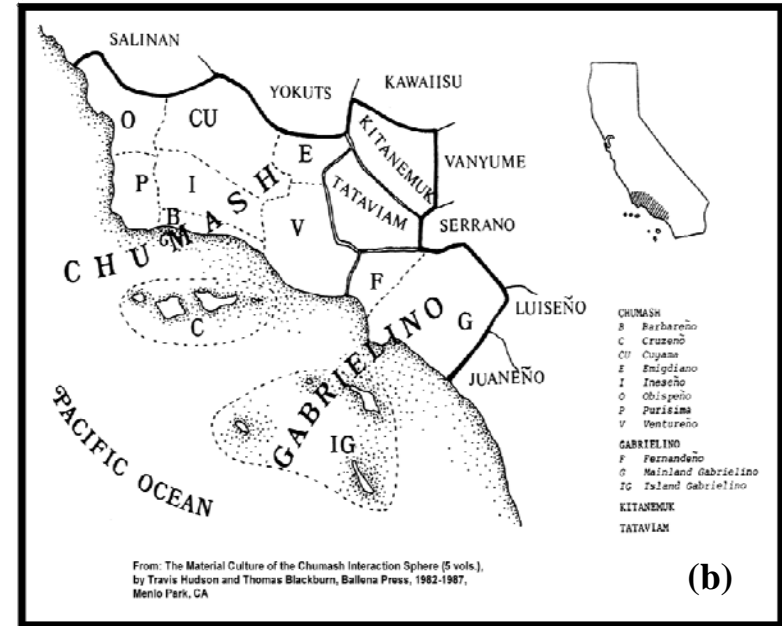 SALINAN
YOKUTS
KAWAIISU
O
CU
E
KITANEMUK
VANYUME
P
I
TATAVIAM
B
V
SERRANO
CHUMASH
F
C
G
LUISEÑO
GABRIELINO
JUANEÑO
IG
PACIFIC OCEAN
CHUMASH
B Barbareño
C Cruzeño
CU Cuyama
E Emigdiano
I Ineseño
O Obispeño
P Purisima
V Ventureño
GABRIELINO
F Fernandeño
G Mainland Gabrielino
IG Island Gabrielino
KITANEMUK
TATAVIAM
From: The Material Culture of the Chumash Interaction Sphere (5 vols.),
by Travis Hudson and Thomas Blackburn, Ballena Press, 1982-1987,
Menlo Park, CA
(b)